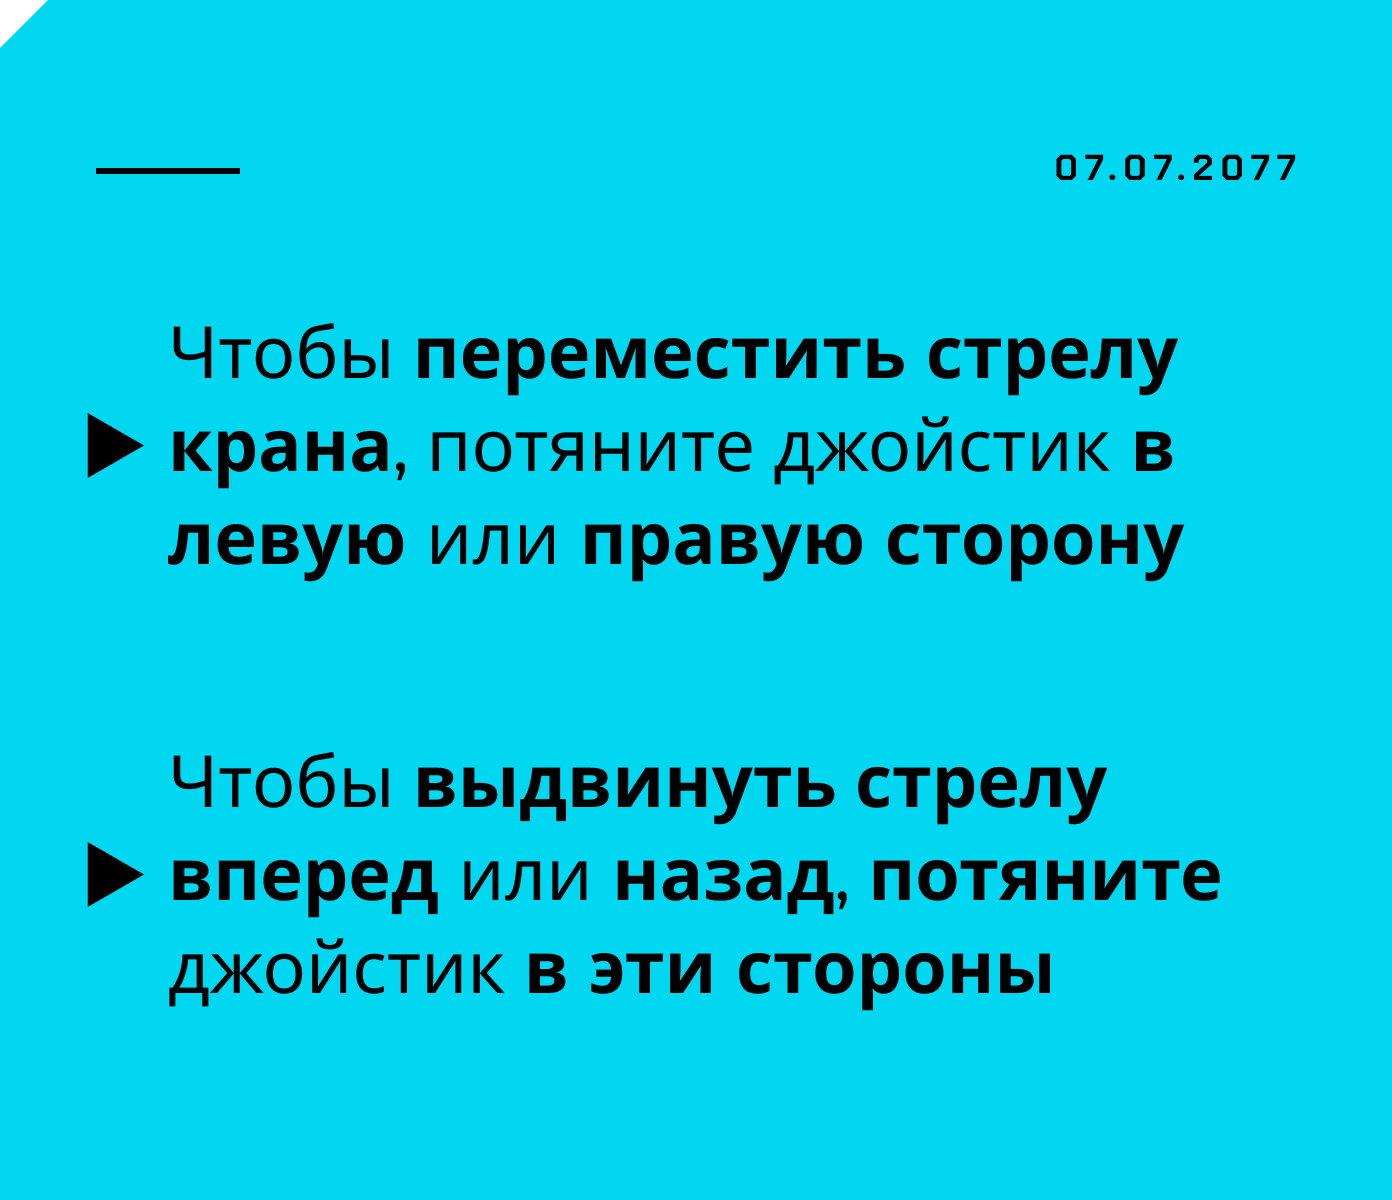 07.07.2077
Чтобы переместить стрелу
крана, потяните джойстик в
левую или правую сторону
Чтобы выдвинуть стрелу
вперед или назад, потяните
джойстик в эти стороны